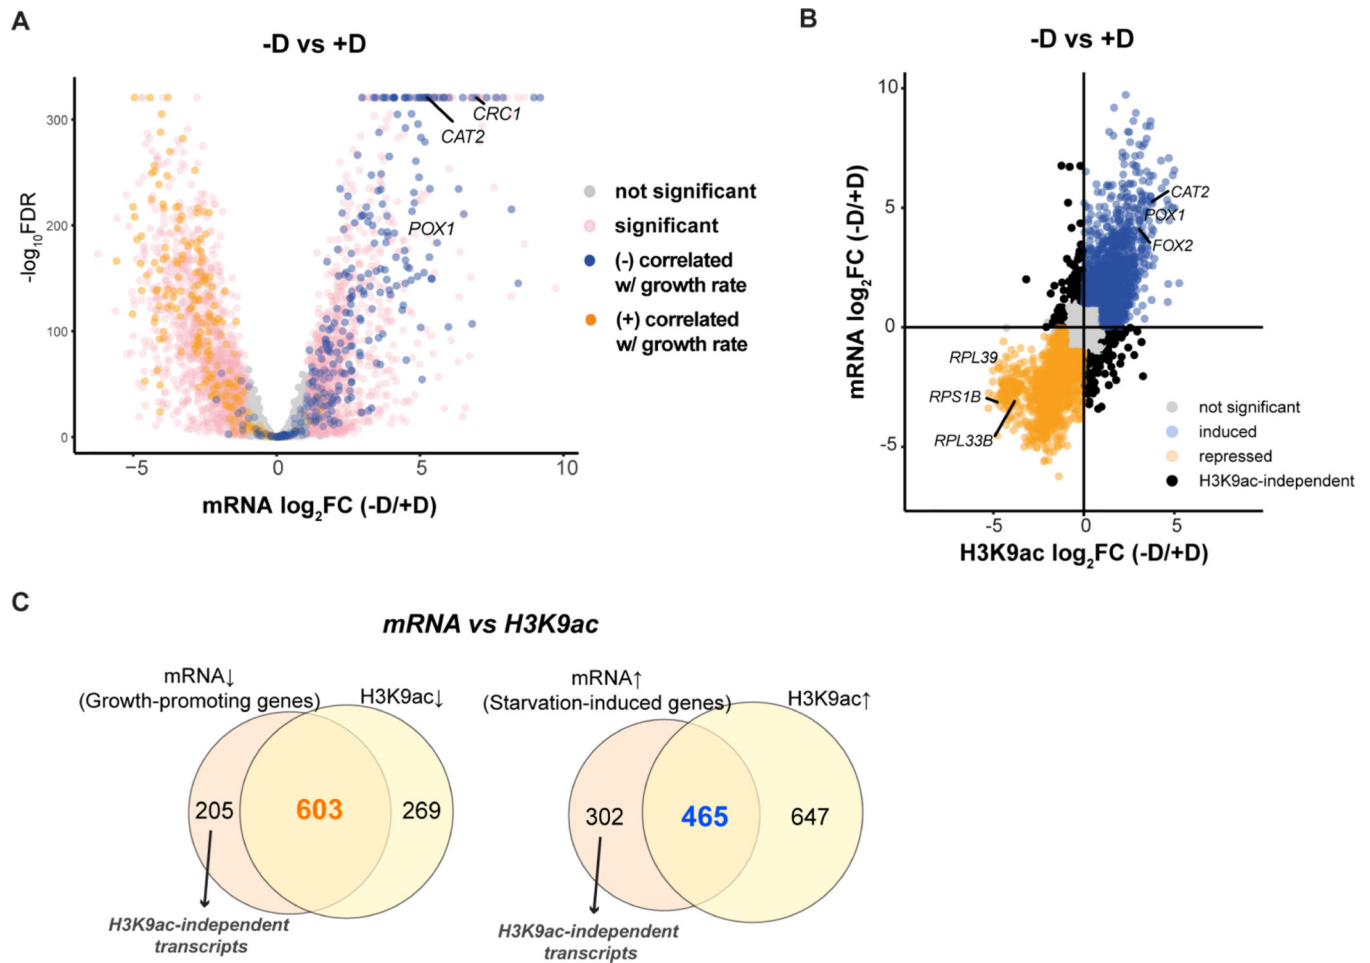 A
-D vs +D
-log10FDR
300
200
100
0
−5
0
5
10
mRNA log2FC (-D/+D)
CRC1
CAT2
POX1
not significant
significant
(-) correlated
w/ growth rate
(+) correlated
w/ growth rate
B
-D vs +D
mRNA log2FC (-D/+D)
10
5
0
-5
-5
0
5
H3K9ac log2FC (-D/+D)
CAT2
POX1
FOX2
RPL39
RPS1B
RPL33B
not significant
induced
repressed
H3K9ac-independent
C
mRNA vs H3K9ac
mRNA↓
(Growth-promoting genes)
H3K9ac↓
205
603
269
H3K9ac-independent
transcripts
mRNA↑
(Starvation-induced genes)
H3K9ac↑
302
465
647
H3K9ac-independent
transcripts